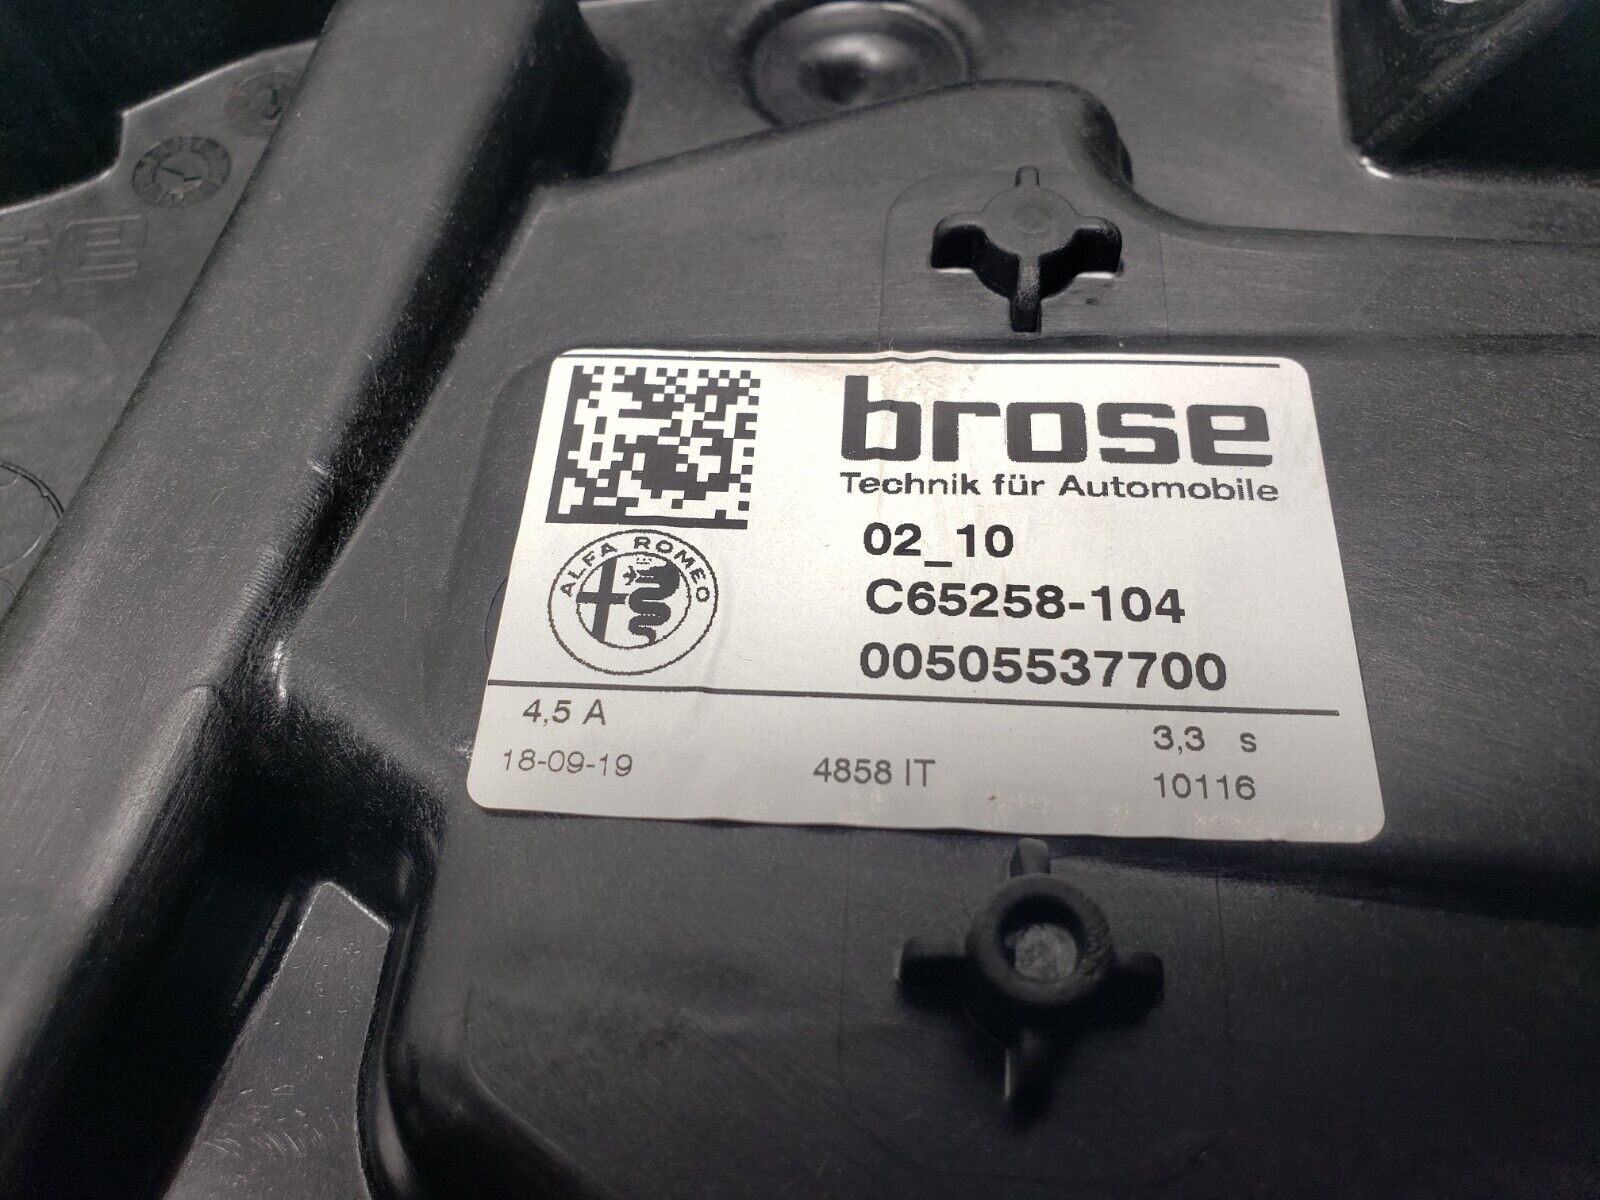 brose
Technik für Automobile
02_10
C65258-104
00505537700
ALFA ROMEO
4,5 A
3,3 s
18-09-19
4858 IT
10116